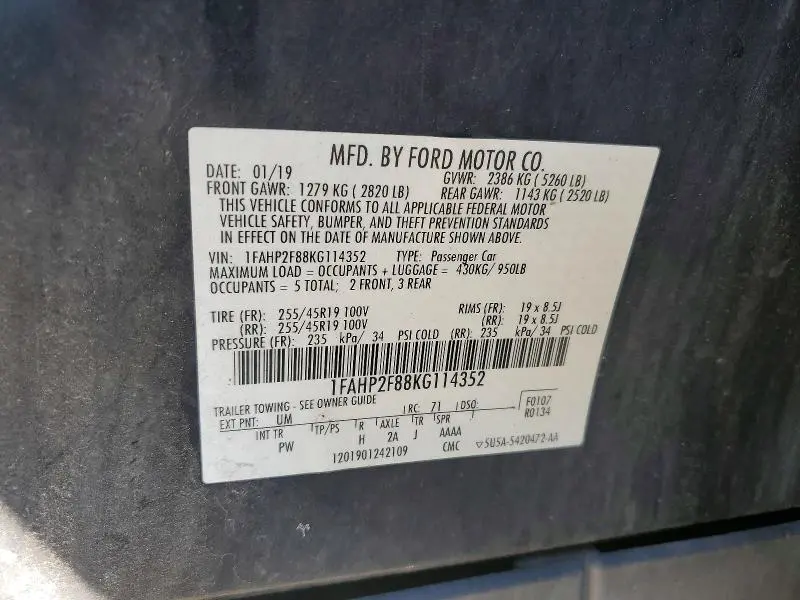 MFD. BY FORD MOTOR CO.
DATE: 01/19 GVWR: 2386 KG ( 5260 LB)
FRONT GAWR: 1279 KG ( 2820 LB) REAR GAWR: 1143 KG ( 2520 LB)
THIS VEHICLE CONFORMS TO ALL APPLICABLE FEDERAL MOTOR
VEHICLE SAFETY, BUMPER, AND THEFT PREVENTION STANDARDS
IN EFFECT ON THE DATE OF MANUFACTURE SHOWN ABOVE.
VIN: 1FAHP2F88KG114352 TYPE: Passenger Car
MAXIMUM LOAD = OCCUPANTS + LUGGAGE = 430KG/ 950LB
OCCUPANTS = 5 TOTAL; 2 FRONT, 3 REAR
TIRE (FR): 255/45R19 100V RIMS (FR): 19 x 8.5J
(RR): 255/45R19 100V (RR): 19 x 8.5J
PRESSURE (FR): 235 kPa/ 34 PSI COLD (RR): 235 kPa/ 34 PSI COLD
1FAHP2F88KG114352
TRAILER TOWING - SEE OWNER GUIDE
EXT PNT: UM RC: 71 DSO: F0107
R0134
INT TR TP/PS R AXLE TR SPR
PW H 2A J AAAA
1201901242109 CMC ▽5U5A-5420472-AA